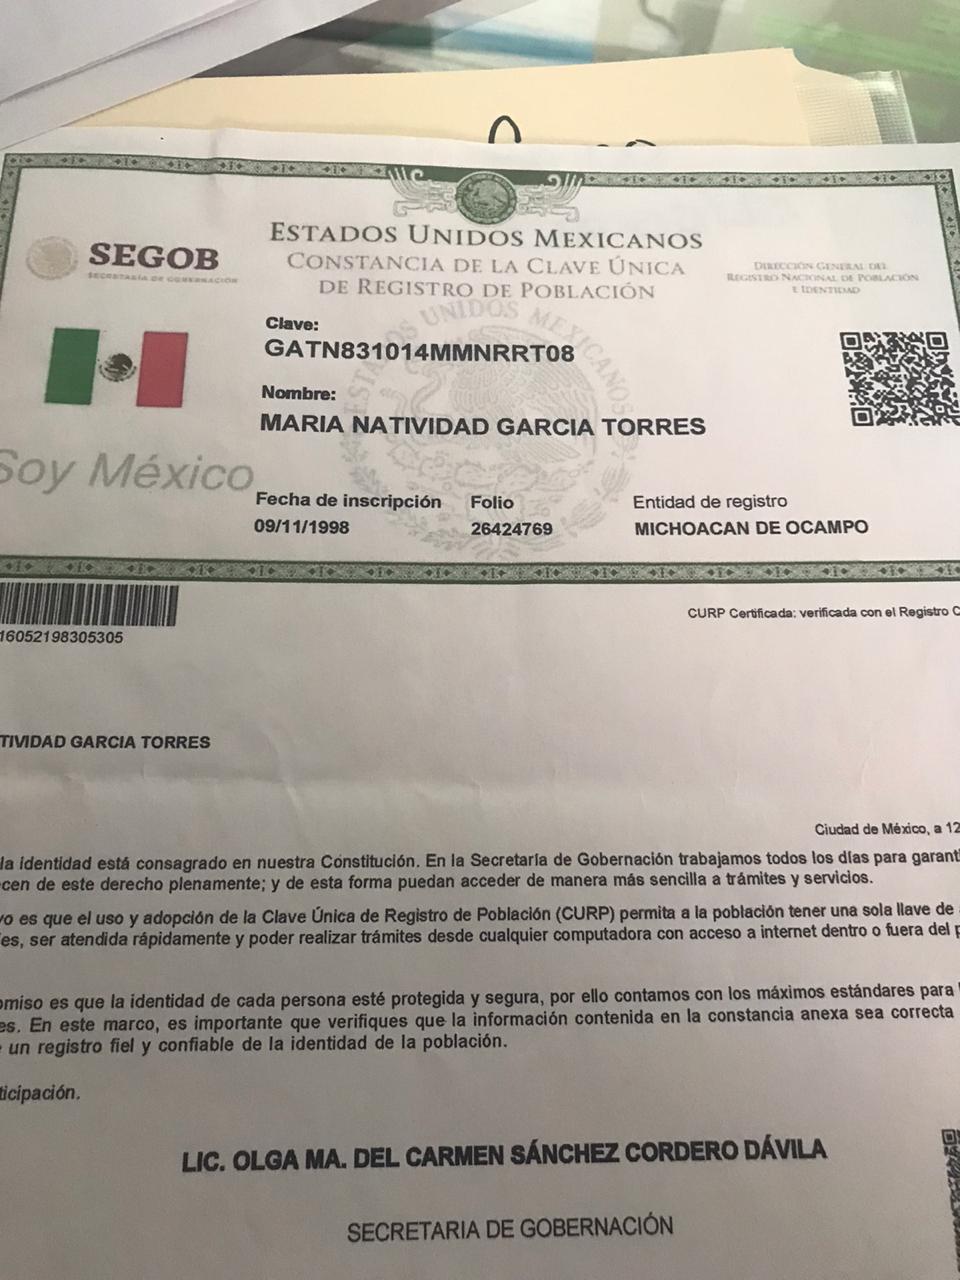 ESTADOS UNIDOS MEXICANOS
CONSTANCIA DE LA CLAVE ÚNICA
DE REGISTRO DE POBLACIÓN
SEGOB
SECRETARÍA DE GOBERNACIÓN
DIRECCIÓN GENERAL DEL
REGISTRO NACIONAL DE POBLACIÓN
E IDENTIDAD
ESTADOS UNIDOS MEXICANOS
Clave:
GATN831014MMNRRT08
Nombre:
MARIA NATIVIDAD GARCIA TORRES
Soy México
Fecha de inscripción
09/11/1998
Folio
26424769
Entidad de registro
MICHOACAN DE OCAMPO
16052198305305
CURP Certificada: verificada con el Registro C
TIVIDAD GARCIA TORRES
Ciudad de México, a 12
la identidad está consagrado en nuestra Constitución. En la Secretaría de Gobernación trabajamos todos los días para garanti
cen de este derecho plenamente; y de esta forma puedan acceder de manera más sencilla a trámites y servicios.
vo es que el uso y adopción de la Clave Única de Registro de Población (CURP) permita a la población tener una sola llave de
es, ser atendida rápidamente y poder realizar trámites desde cualquier computadora con acceso a internet dentro o fuera del p
omiso es que la identidad de cada persona esté protegida y segura, por ello contamos con los máximos estándares para
es. En este marco, es importante que verifiques que la información contenida en la constancia anexa sea correcta
un registro fiel y confiable de la identidad de la población.
ticipación.
LIC. OLGA MA. DEL CARMEN SÁNCHEZ CORDERO DÁVILA
SECRETARIA DE GOBERNACIÓN